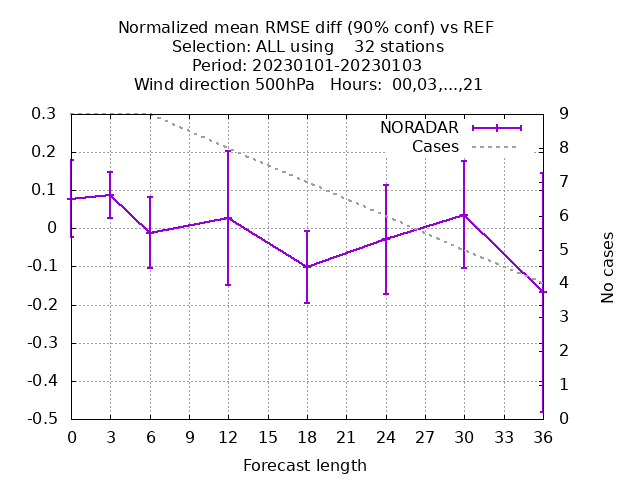 Normalized mean RMSE diff (90% conf) vs REF
Selection: ALL using    32 stations
Period: 20230101-20230103
Wind direction 500hPa   Hours:  00,03,...,21
NORADAR
Cases
0.3
0.2
0.1
0
-0.1
-0.2
-0.3
-0.4
-0.5
9
8
7
6
5
4
3
2
1
0
No cases
0 3 6 9 12 15 18 21 24 27 30 33 36
Forecast length